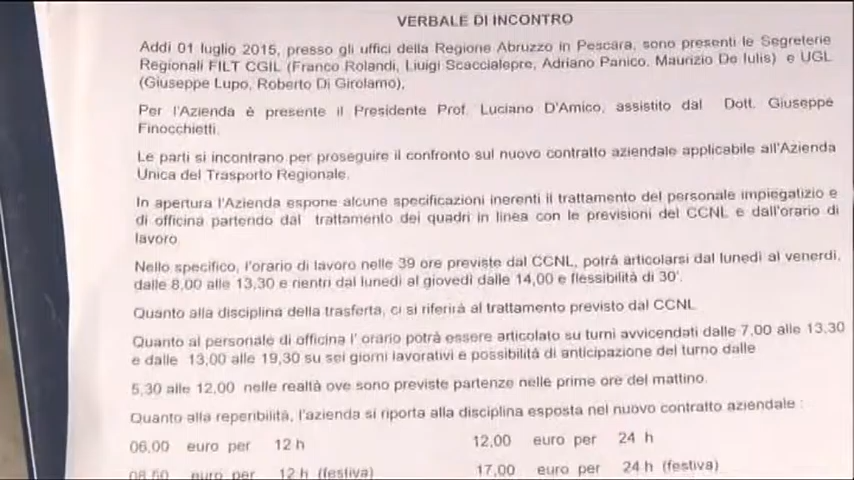 VERBALE DI INCONTRO
Addi 01 luglio 2015, presso gli uffici della Regione Abruzzo in Pescara, sono presenti le Segreterie
Regionali FILT CGIL (Franco Rolandi, Liuigi Scaccialepre, Adriano Panico, Maurizio De Iulis) e UGL
(Giuseppe Lupo, Roberto Di Girolamo),
Per l'Azienda è presente il Presidente Prof. Luciano D'Amico, assistito dal Dott. Giuseppe
Finocchietti.
Le parti si incontrano per proseguire il confronto sul nuovo contratto aziendale applicabile all'Azienda
Unica del Trasporto Regionale.
In apertura l'Azienda espone alcune specificazioni inerenti il trattamento del personale impiegatizio e
di officina partendo dal trattamento dei quadri in linea con le previsioni del CCNL e dall'orario di
lavoro.
Nello specifico, l'orario di lavoro nelle 39 ore previste dal CCNL, potrà articolarsi dal lunedì al venerdi,
dalle 8,00 alle 13,30 e rientri dal lunedì al giovedì dalle 14,00 e flessibilità di 30'.
Quanto alla disciplina della trasferta, ci si riferirà al trattamento previsto dal CCNL.
Quanto al personale di officina l' orario potrà essere articolato su turni avvicendati dalle 7,00 alle 13,30
e dalle 13,00 alle 19,30 su sei giorni lavorativi e possibilità di anticipazione del turno dalle
5,30 alle 12,00 nelle realtà ove sono previste partenze nelle prime ore del mattino.
Quanto alla reperibilità, l'azienda si riporta alla disciplina esposta nel nuovo contratto aziendale :
06,00 euro per 12 h 12,00 euro per 24 h
08,50 euro per 12 h (festiva) 17,00 euro per 24 h (festiva)